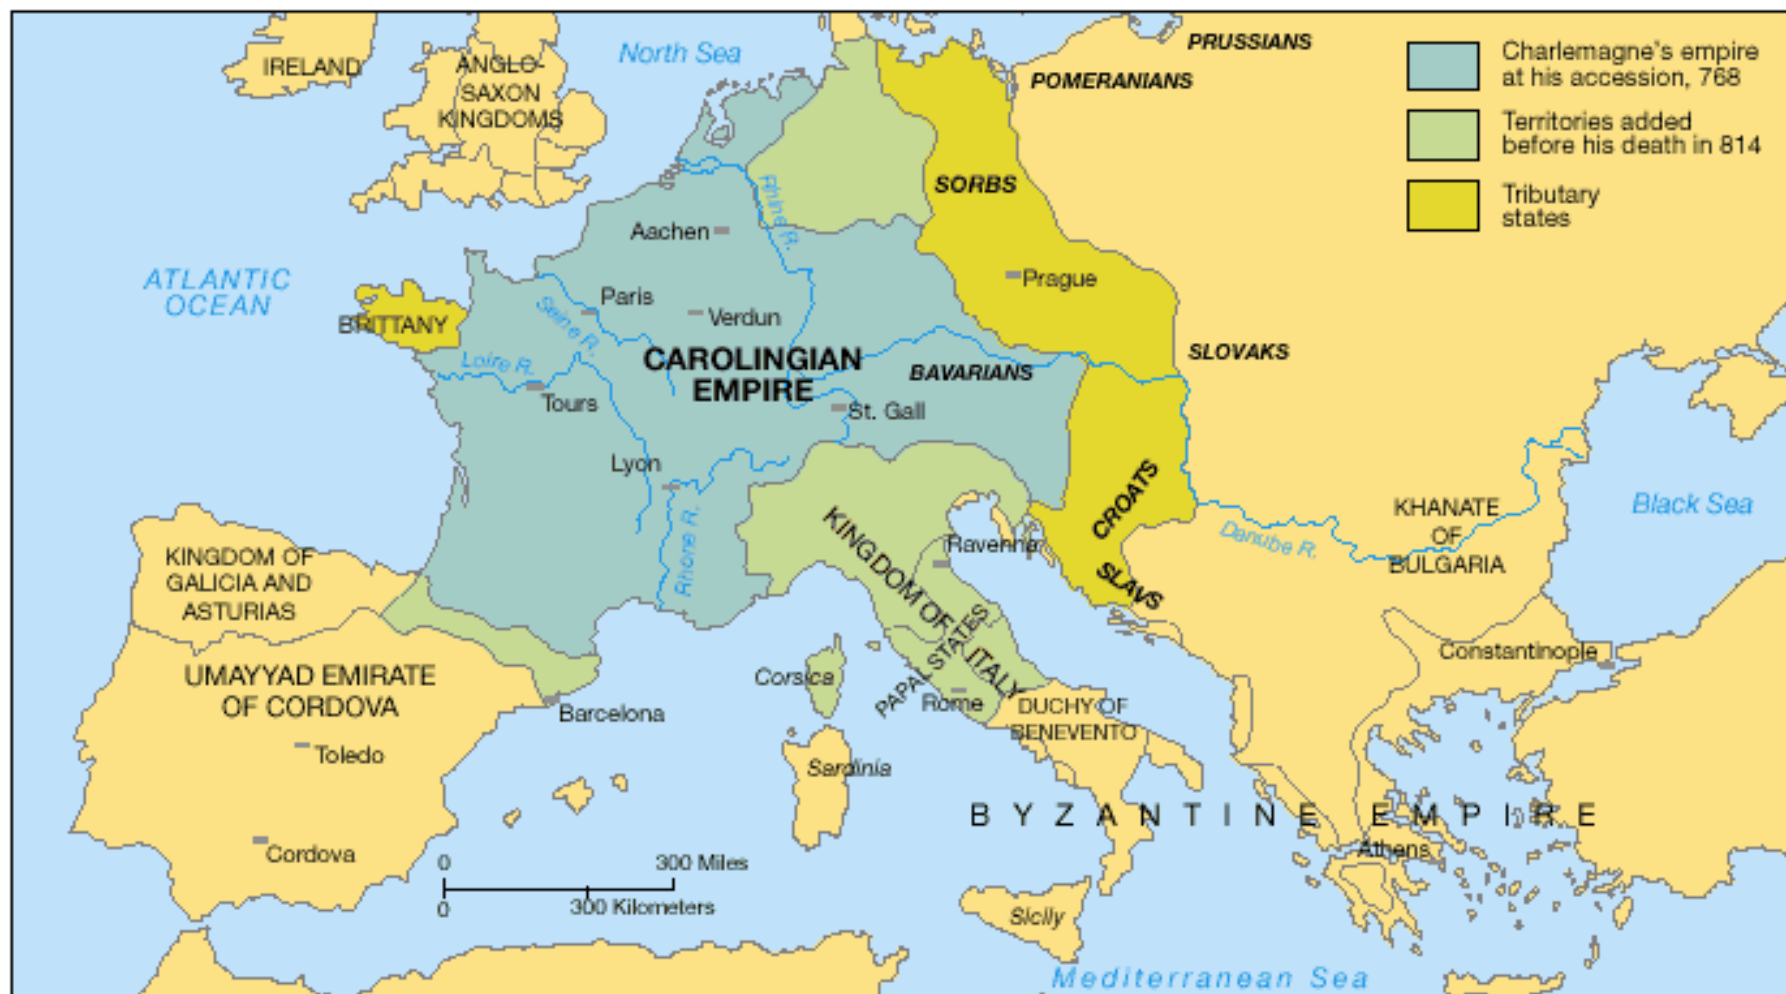 North Sea
IRELAND
ANGLO-
SAXON
KINGDOMS
PRUSSIANS
POMERANIANS
Charlemagne's empire
at his accession, 768
Territories added
before his death in 814
Tributary
states
SORBS
Rhine R.
Aachen
ATLANTIC
OCEAN
Prague
Paris
Seine R.
Verdun
BRITTANY
Loire R.
CAROLINGIAN
EMPIRE
BAVARIANS
SLOVAKS
Tours
St. Gall
Lyon
Rhone R.
CROATS
SLAVS
KHANATE
OF
BULGARIA
Black Sea
Danube R.
KINGDOM OF
GALICIA AND
ASTURIAS
KINGDOM OF
ITALY
Ravenna
PAPAL STATES
Rome
Constantinople
UMAYYAD EMIRATE
OF CORDOVA
Corsica
Barcelona
DUCHY OF
BENEVENTO
Toledo
Sardinia
BYZANTINE EMPIRE
Athens
Cordova
0
300 Miles
0
300 Kilometers
Sicily
Mediterranean Sea